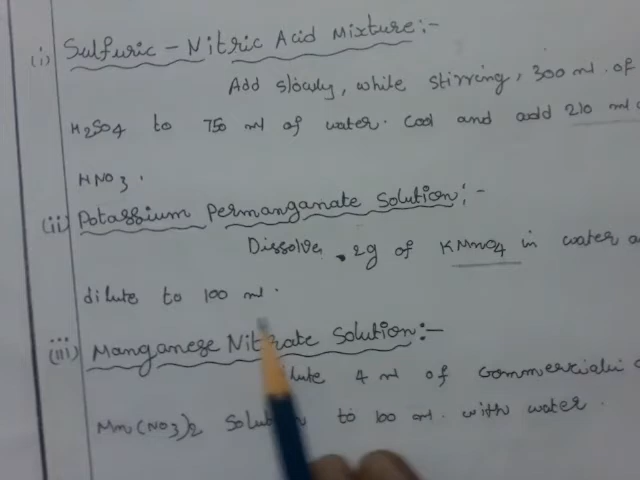 (i) Sulfuric - Nitric Acid Mixture:-
Add slowly, while stirring, 300 ml. of
H2SO4 to 750 ml of water. Cool and add 210 ml
HNO3.
(ii) Potassium Permanganate Solution:-
Dissolve 2g of KMnO4 in water
dilute to 100 ml.
(iii) Manganese Nitrate Solution:-
4 ml of
Mn(NO3)2 to 100 ml. with water.